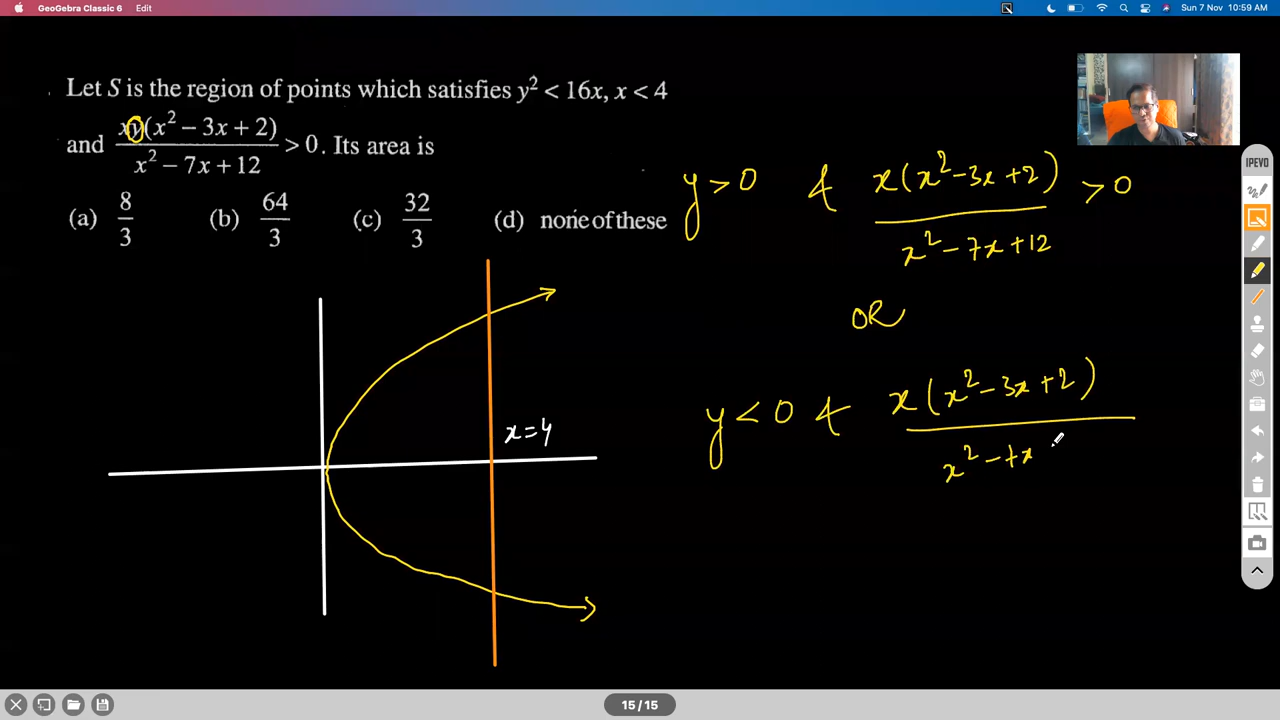 GeoGebra Classic 6 Edit Sun 7 Nov 10:59 AM
Let S is the region of points which satisfies y² < 16x, x < 4
and xy(x² − 3x + 2) / x² − 7x + 12 > 0. Its area is
(a) 8/3 (b) 64/3 (c) 32/3 (d) none of these
y > 0 & x(x² − 3x + 2) / x² − 7x + 12 > 0
OR
y < 0 & x(x² − 3x + 2) / x² − 7x
x = 4
IPEVO
15 / 15